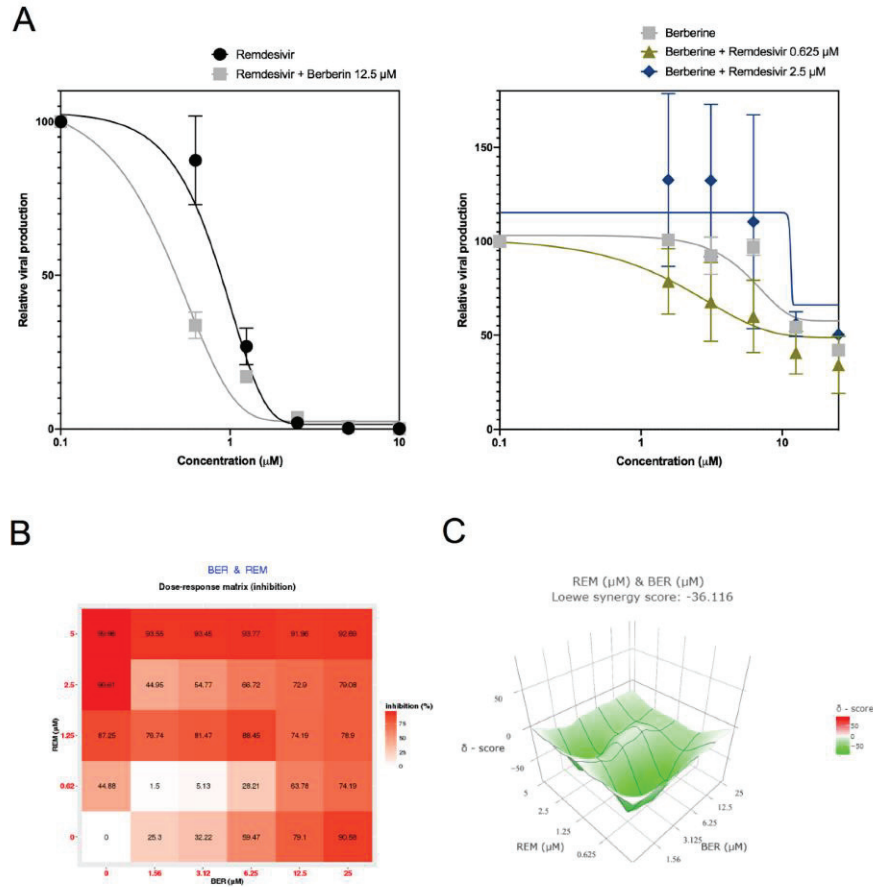 A
Remdesivir
Remdesivir + Berberin 12.5 µM
Relative viral production
100
50
0
0.1
1
10
Concentration (µM)
Berberine
Berberine + Remdesivir 0.625 µM
Berberine + Remdesivir 2.5 µM
Relative viral production
150
100
50
0
0.1
1
10
Concentration (µM)
B
BER & REM
Dose-response matrix (inhibition)
REM (µM)
5 93.55 93.46 93.77 91.96 92.69
2.5 44.95 54.77 66.72 72.9 79.08
1.25 87.25 76.74 81.47 88.45 74.19 78.9
0.62 44.88 1.5 5.13 28.21 63.78 74.19
0 0 25.3 32.22 59.47 79.1
0 1.56 3.12 6.25 12.5 25
BER (µM)
inhibition (%)
75
50
25
0
C
REM (µM) & BER (µM)
Loewe synergy score: -36.116
50
0
-50
δ - score
5
2.5
1.25
0.625
REM (µM)
25
12.5
6.25
3.125
1.56
BER (µM)
δ - score
0